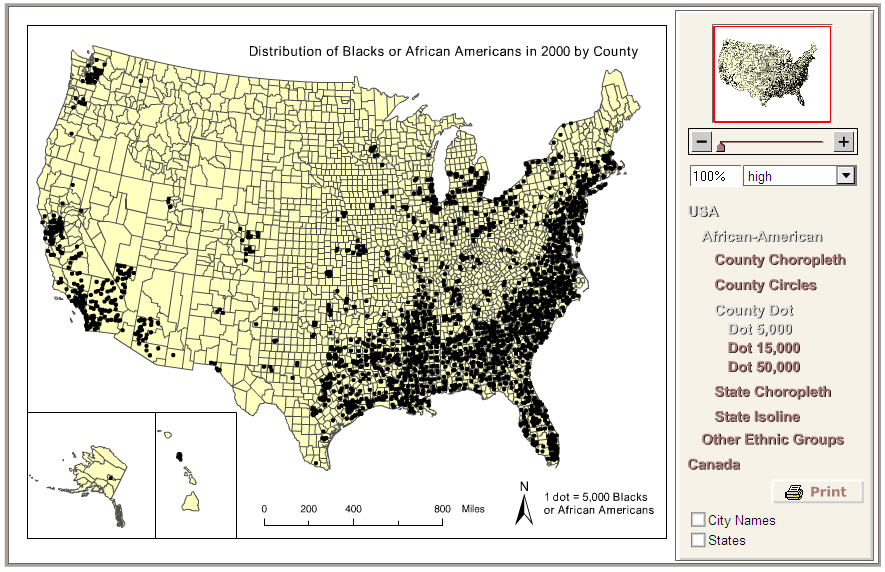 Distribution of Blacks or African Americans in 2000 by County
N
0 200 400 800 Miles
1 dot = 5,000 Blacks
or African Americans
− +
100% high
USA
African-American
County Choropleth
County Circles
County Dot
Dot 5,000
Dot 15,000
Dot 50,000
State Choropleth
State Isoline
Other Ethnic Groups
Canada
Print
City Names
States